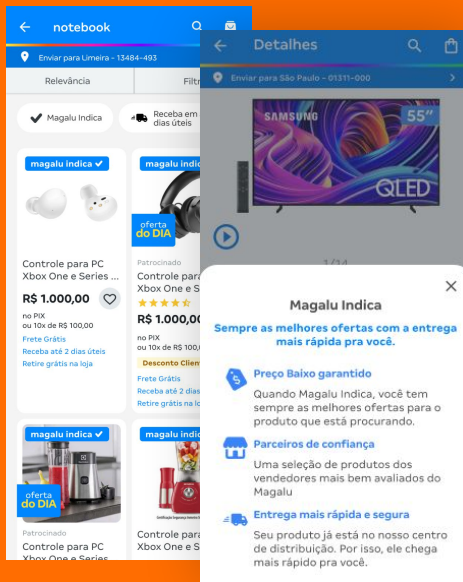 notebook
Enviar para Limeira - 13484-493
Relevância
Filtr
Magalu Indica
Receba em
dias úteis
magalu indica
Controle para PC
Xbox One e Series ...
R$ 1.000,00
no PIX
ou 10x de R$ 100,00
Frete Grátis
Receba até 2 dias úteis
Retire grátis na loja
magalu indic
oferta
do DIA
Patrocinado
Controle para
Xbox One e S
R$ 1.000,00
no PIX
ou 10x de R$ 100,
Desconto Clien
Frete Grátis
Receba até 2 dias
Retire grátis na lo
magalu indica
oferta
do DIA
Patrocinado
Controle para PC
Xbox One e Series
magalu indic
Controle para
Xbox One e S
Detalhes
Enviar para São Paulo - 01311-000
SAMSUNG
55”
QLED
1/14
Magalu Indica
Sempre as melhores ofertas com a entrega
mais rápida pra você.
Preço Baixo garantido
Quando Magalu Indica, você tem
sempre as melhores ofertas para o
produto que está procurando.
Parceiros de confiança
Uma seleção de produtos dos
vendedores mais bem avaliados do
Magalu
Entrega mais rápida e segura
Seu produto já está no nosso centro
de distribuição. Por isso, ele chega
mais rápido pra você.